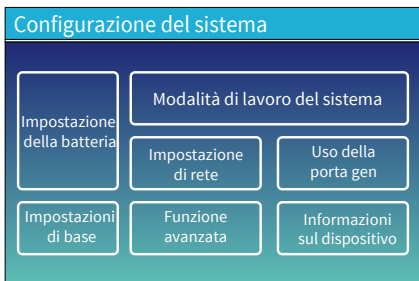 Configurazione del sistema
Impostazione
della batteria
Modalità di lavoro del sistema
Impostazione
di rete
Uso della
porta gen
Impostazioni
di base
Funzione
avanzata
Informazioni
sul dispositivo